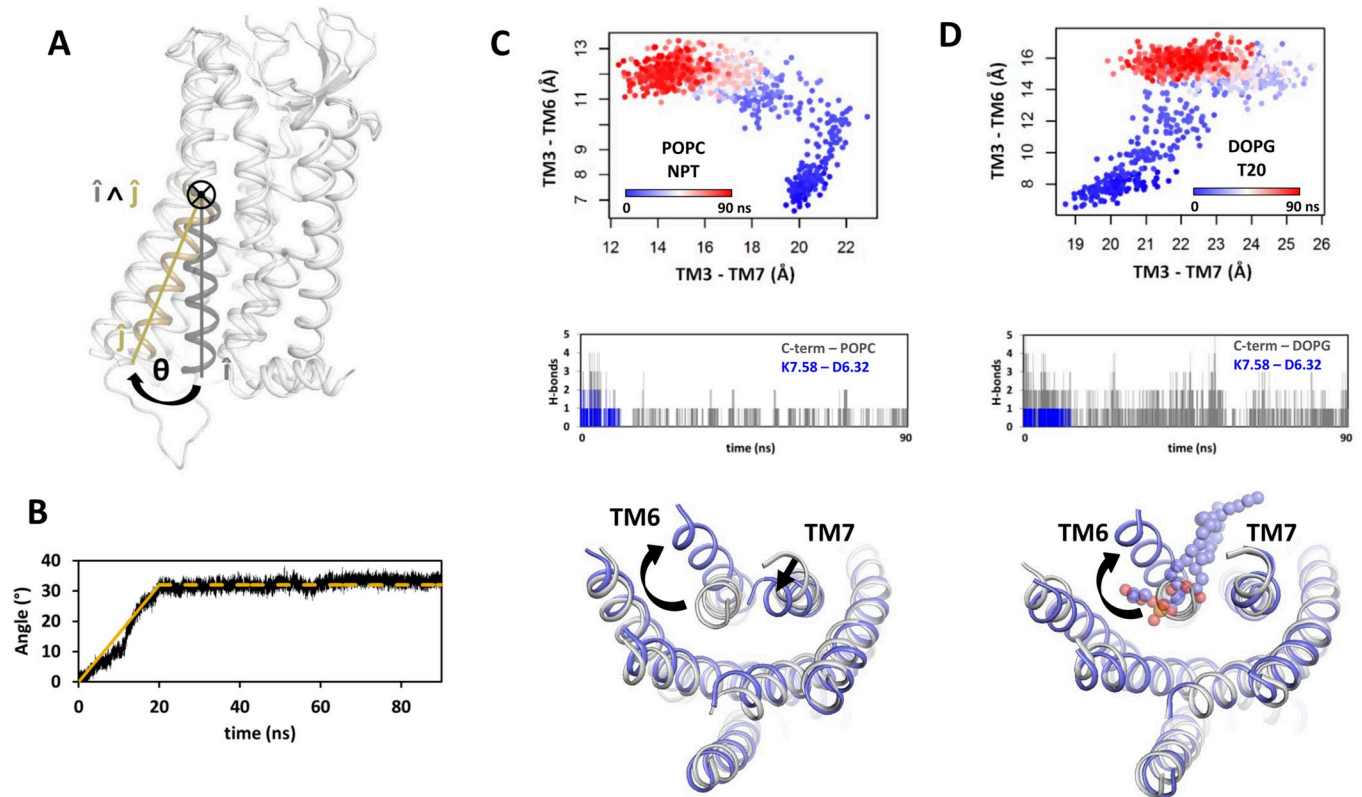 A
î ∧ ĵ
ĵ
θ
î
B
Angle (°)
40
30
20
10
0
0 20 40 60 80
time (ns)
C
TM3 - TM6 (Å)
13
11
9
8
7
POPC
NPT
0 90 ns
12 14 16 18 20 22
TM3 - TM7 (Å)
H-bonds
5
4
3
2
1
0
C-term – POPC
K7.58 – D6.32
0 90
time (ns)
TM6
TM7
D
TM3 - TM6 (Å)
16
14
12
10
8
DOPG
T20
0 90 ns
19 20 21 22 23 24 25 26
TM3 - TM7 (Å)
H-bonds
5
4
3
2
1
0
C-term – DOPG
K7.58 – D6.32
0 90
time (ns)
TM6
TM7